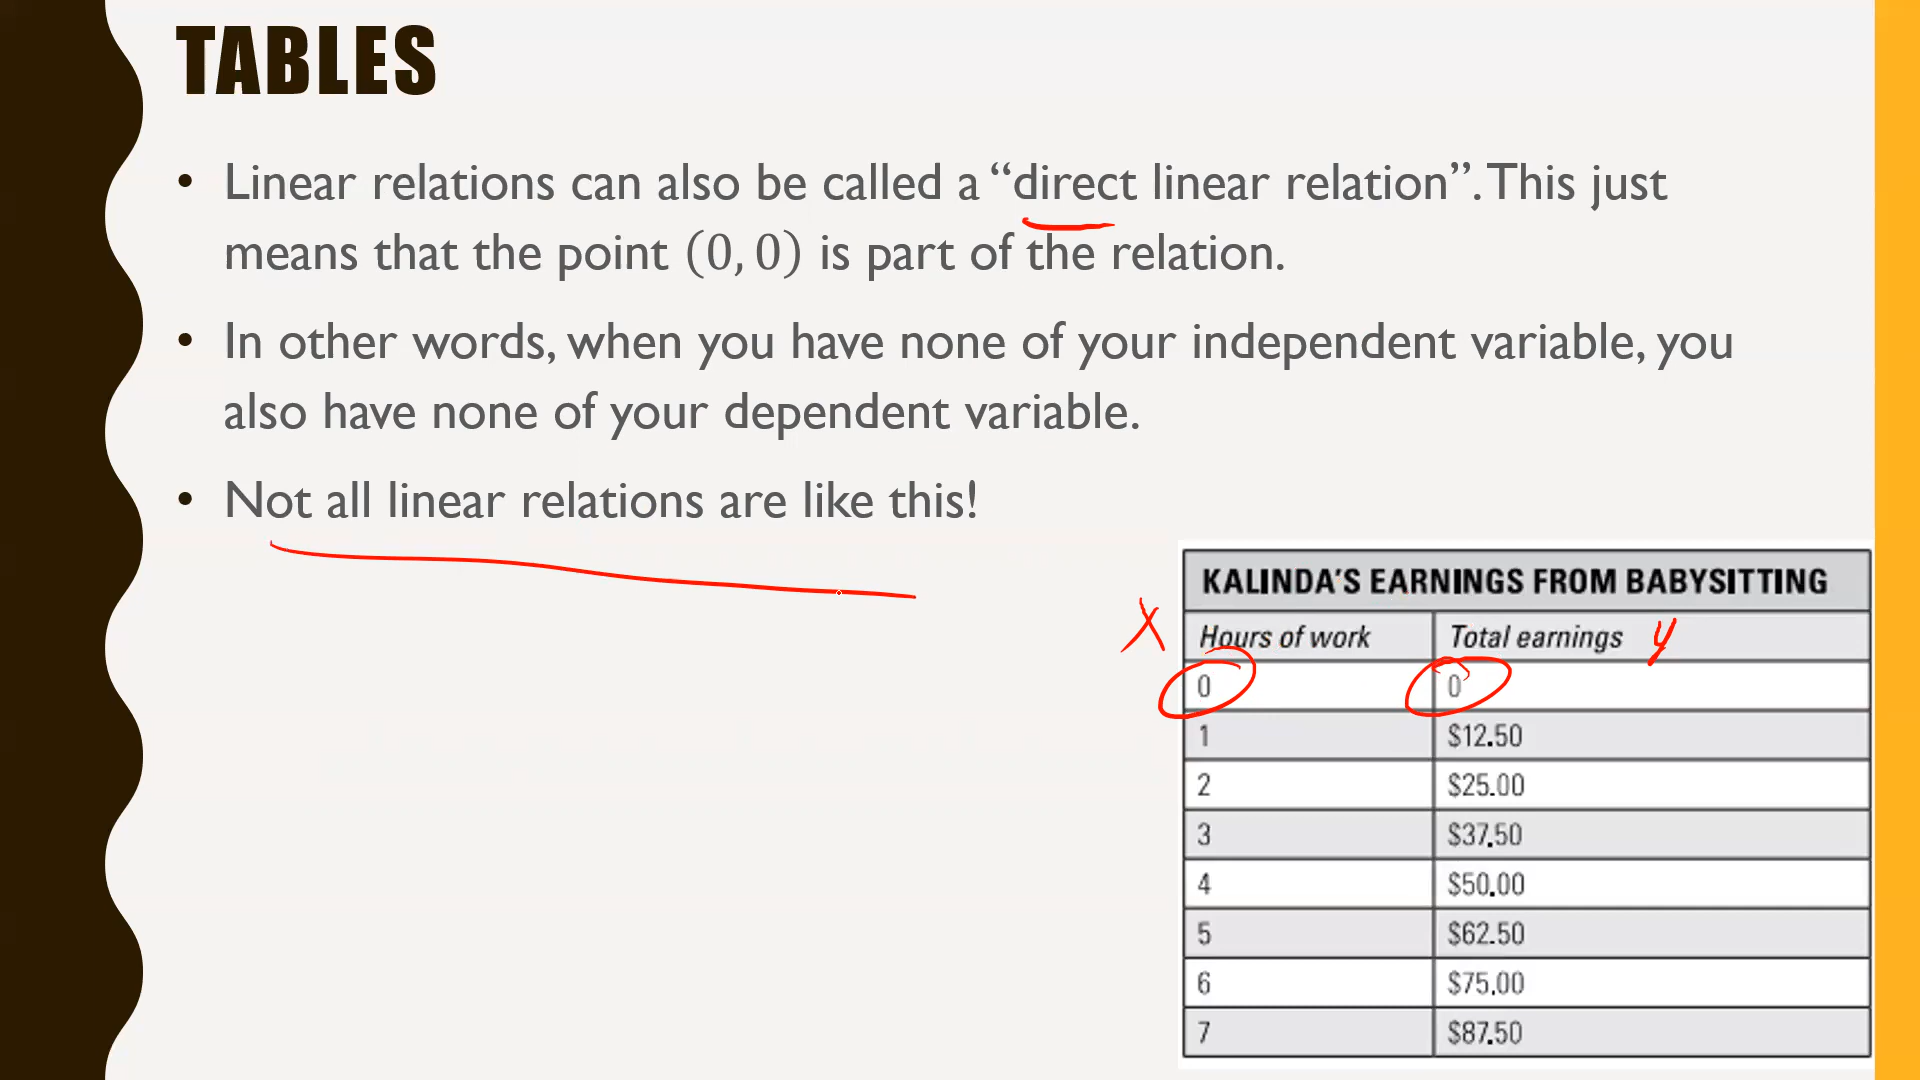 TABLES
• Linear relations can also be called a “direct linear relation”. This just
means that the point (0, 0) is part of the relation.
• In other words, when you have none of your independent variable, you
also have none of your dependent variable.
• Not all linear relations are like this!
KALINDA'S EARNINGS FROM BABYSITTING
X Hours of work Total earnings y
0 0
1 $12.50
2 $25.00
3 $37.50
4 $50.00
5 $62.50
6 $75.00
7 $87.50